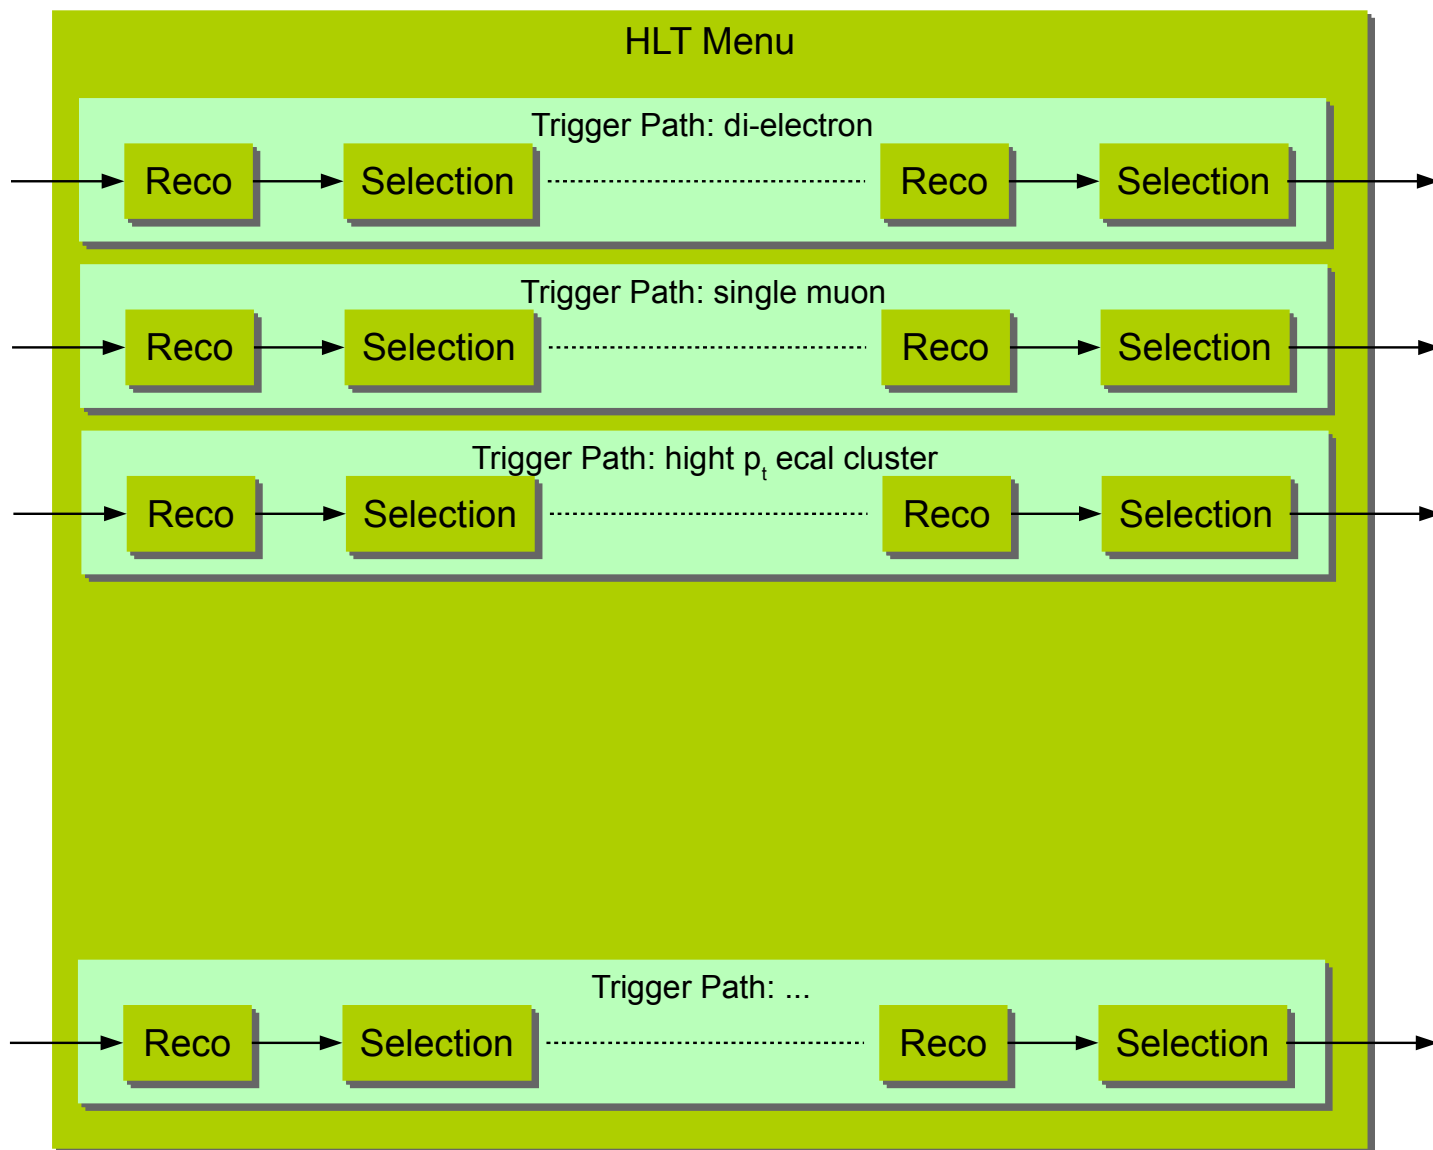 HLT Menu
Trigger Path: di-electron
Reco Selection Reco Selection
Trigger Path: single muon
Reco Selection Reco Selection
Trigger Path: hight pt ecal cluster
Reco Selection Reco Selection
Trigger Path: ...
Reco Selection Reco Selection